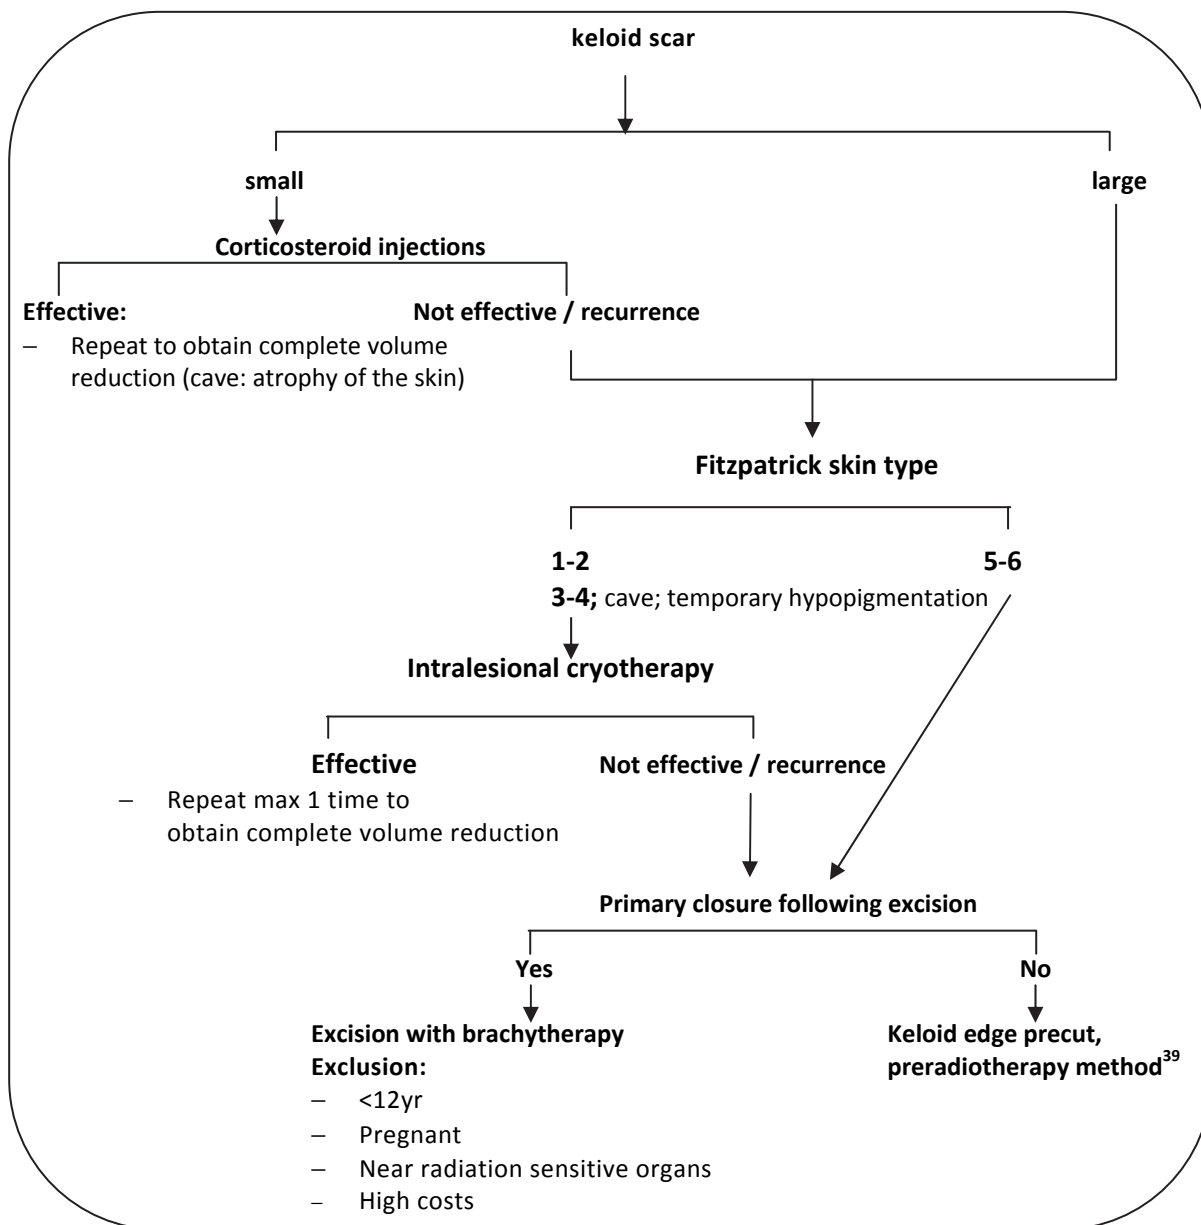 keloid scar
small
large
Corticosteroid injections
Effective:
Not effective / recurrence
– Repeat to obtain complete volume
reduction (cave: atrophy of the skin)
Fitzpatrick skin type
1-2
5-6
3-4; cave; temporary hypopigmentation
Intralesional cryotherapy
Effective
Not effective / recurrence
– Repeat max 1 time to
obtain complete volume reduction
Primary closure following excision
Yes
No
Excision with brachytherapy
Exclusion:
– <12yr
– Pregnant
– Near radiation sensitive organs
– High costs
Keloid edge precut,
preradiotherapy method39